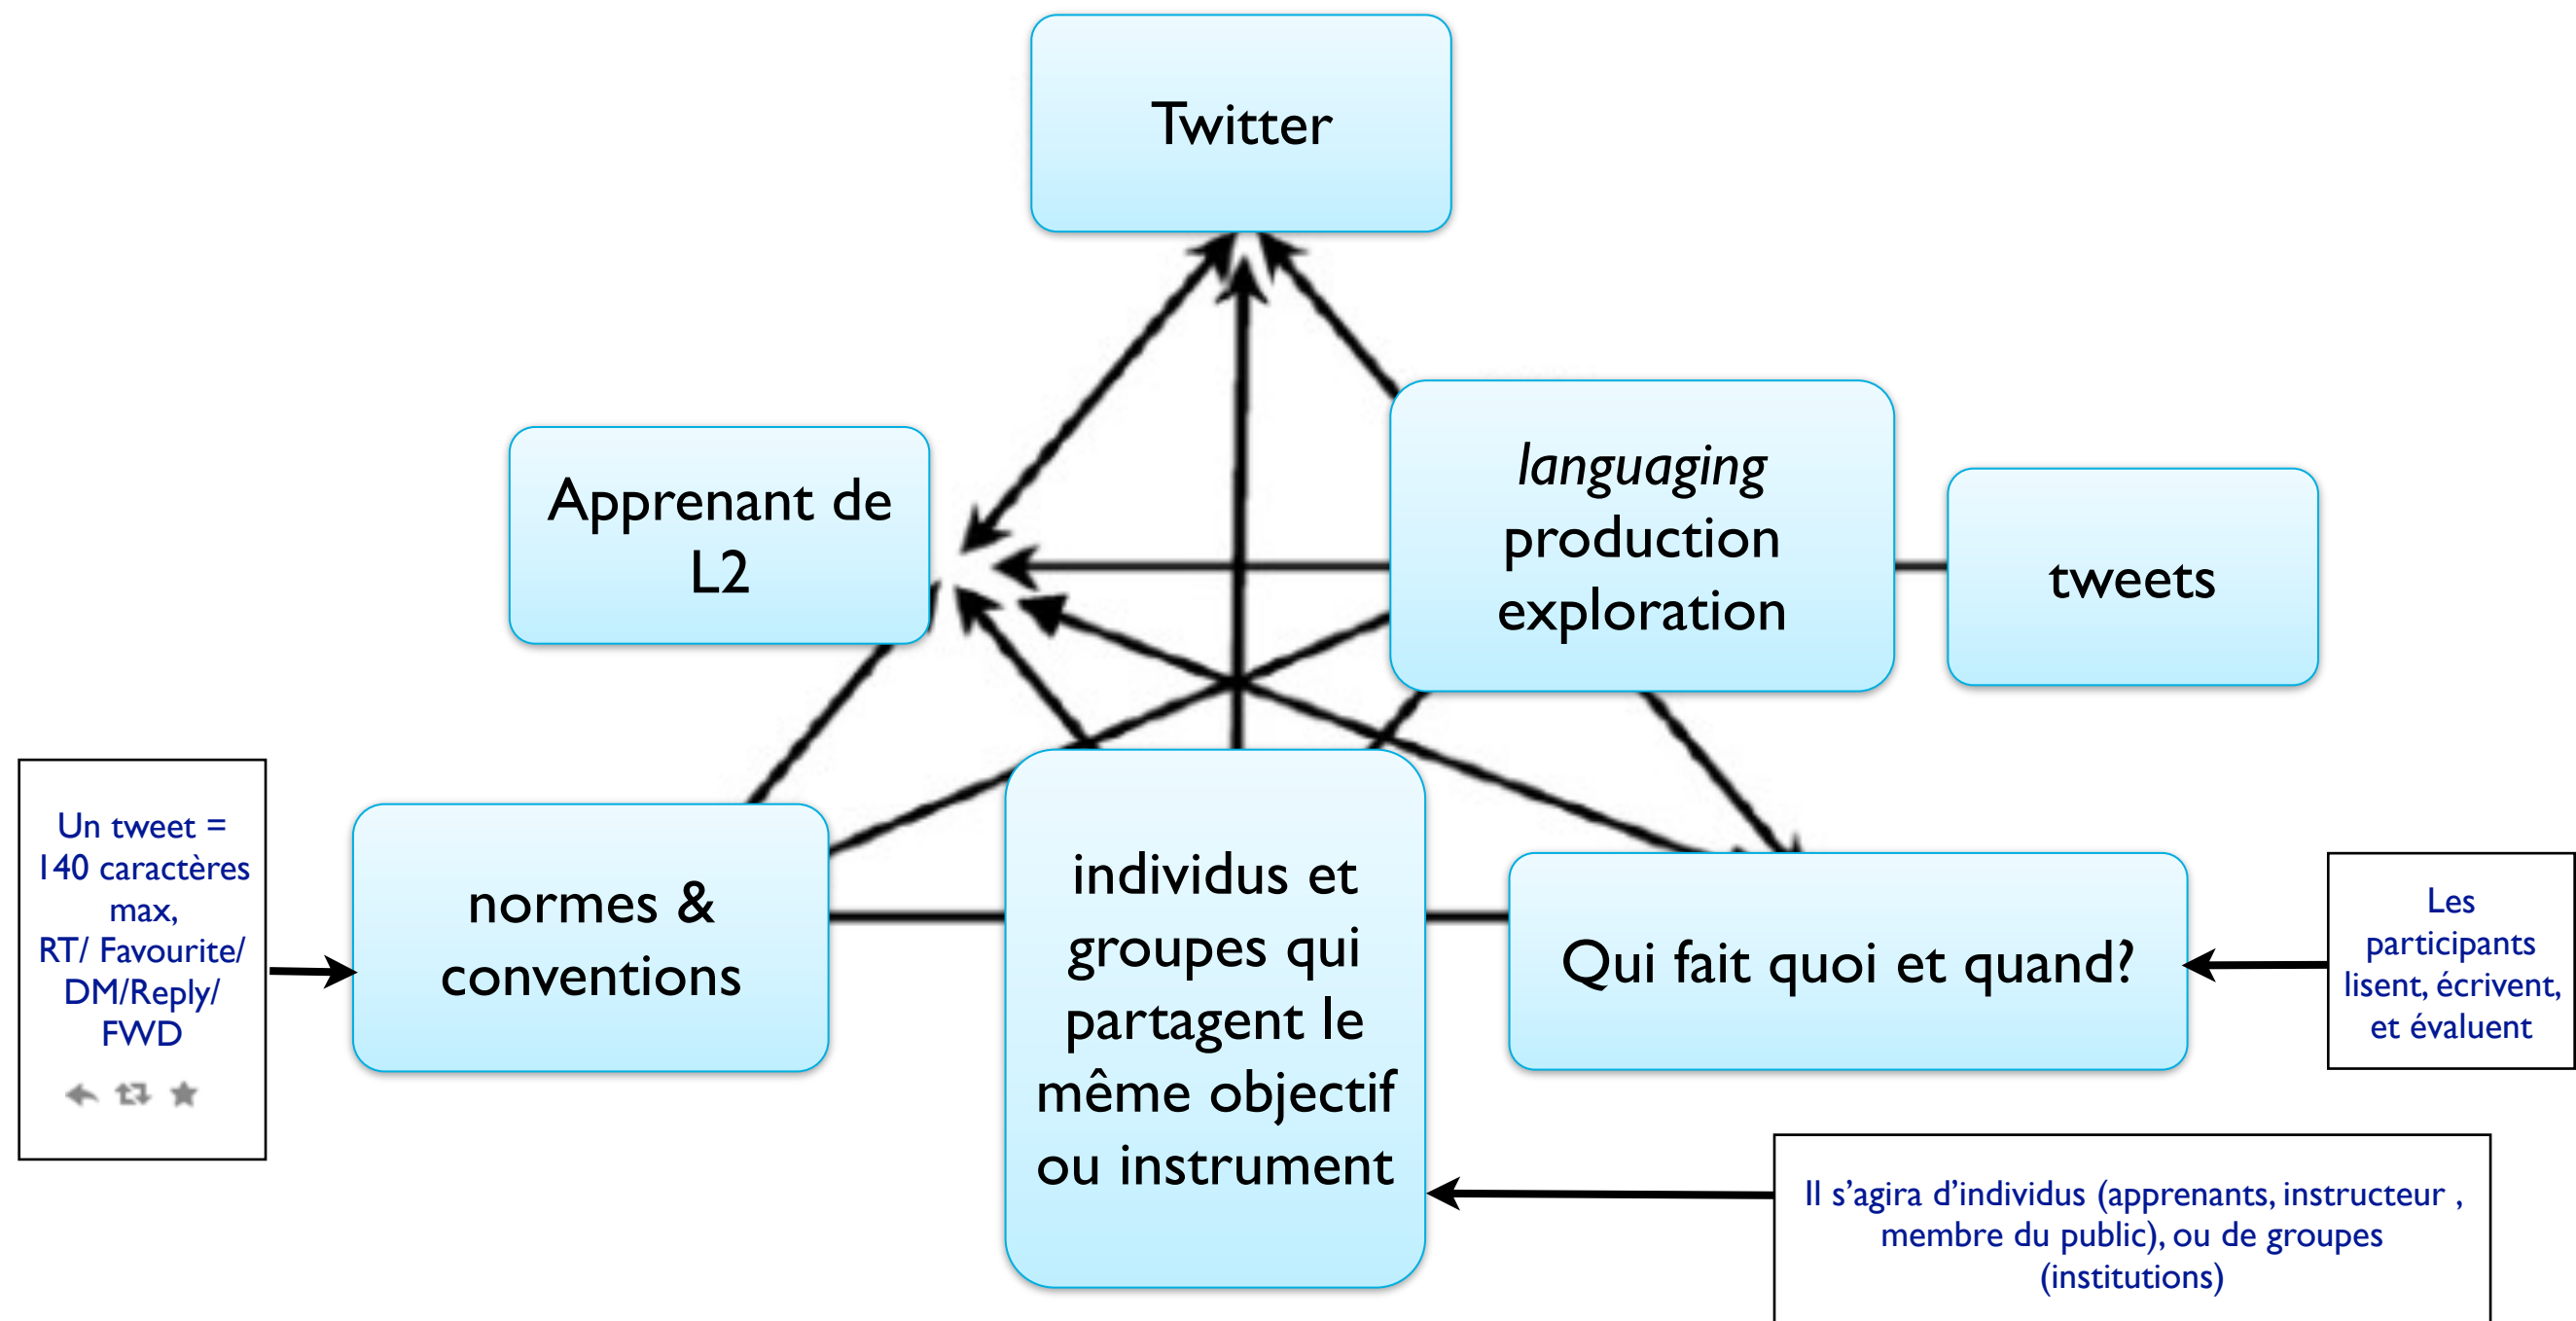 Twitter
Apprenant de
L2
languaging
production
exploration
tweets
Un tweet =
140 caractères
max,
RT/ Favourite/
DM/Reply/
FWD
normes &
conventions
individus et
groupes qui
partagent le
même objectif
ou instrument
Qui fait quoi et quand?
Les
participants
lisent, écrivent,
et évaluent
Il s’agira d’individus (apprenants, instructeur ,
membre du public), ou de groupes
(institutions)